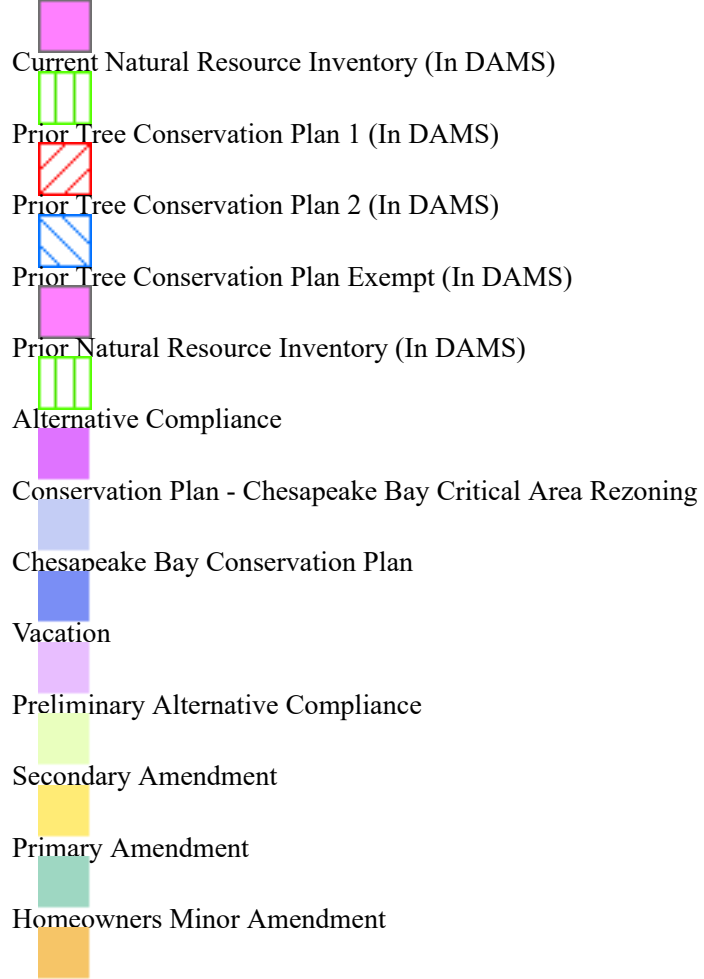 Current Natural Resource Inventory (In DAMS)
Prior Tree Conservation Plan 1 (In DAMS)
Prior Tree Conservation Plan 2 (In DAMS)
Prior Tree Conservation Plan Exempt (In DAMS)
Prior Natural Resource Inventory (In DAMS)
Alternative Compliance
Conservation Plan - Chesapeake Bay Critical Area Rezoning
Chesapeake Bay Conservation Plan
Vacation
Preliminary Alternative Compliance
Secondary Amendment
Primary Amendment
Homeowners Minor Amendment